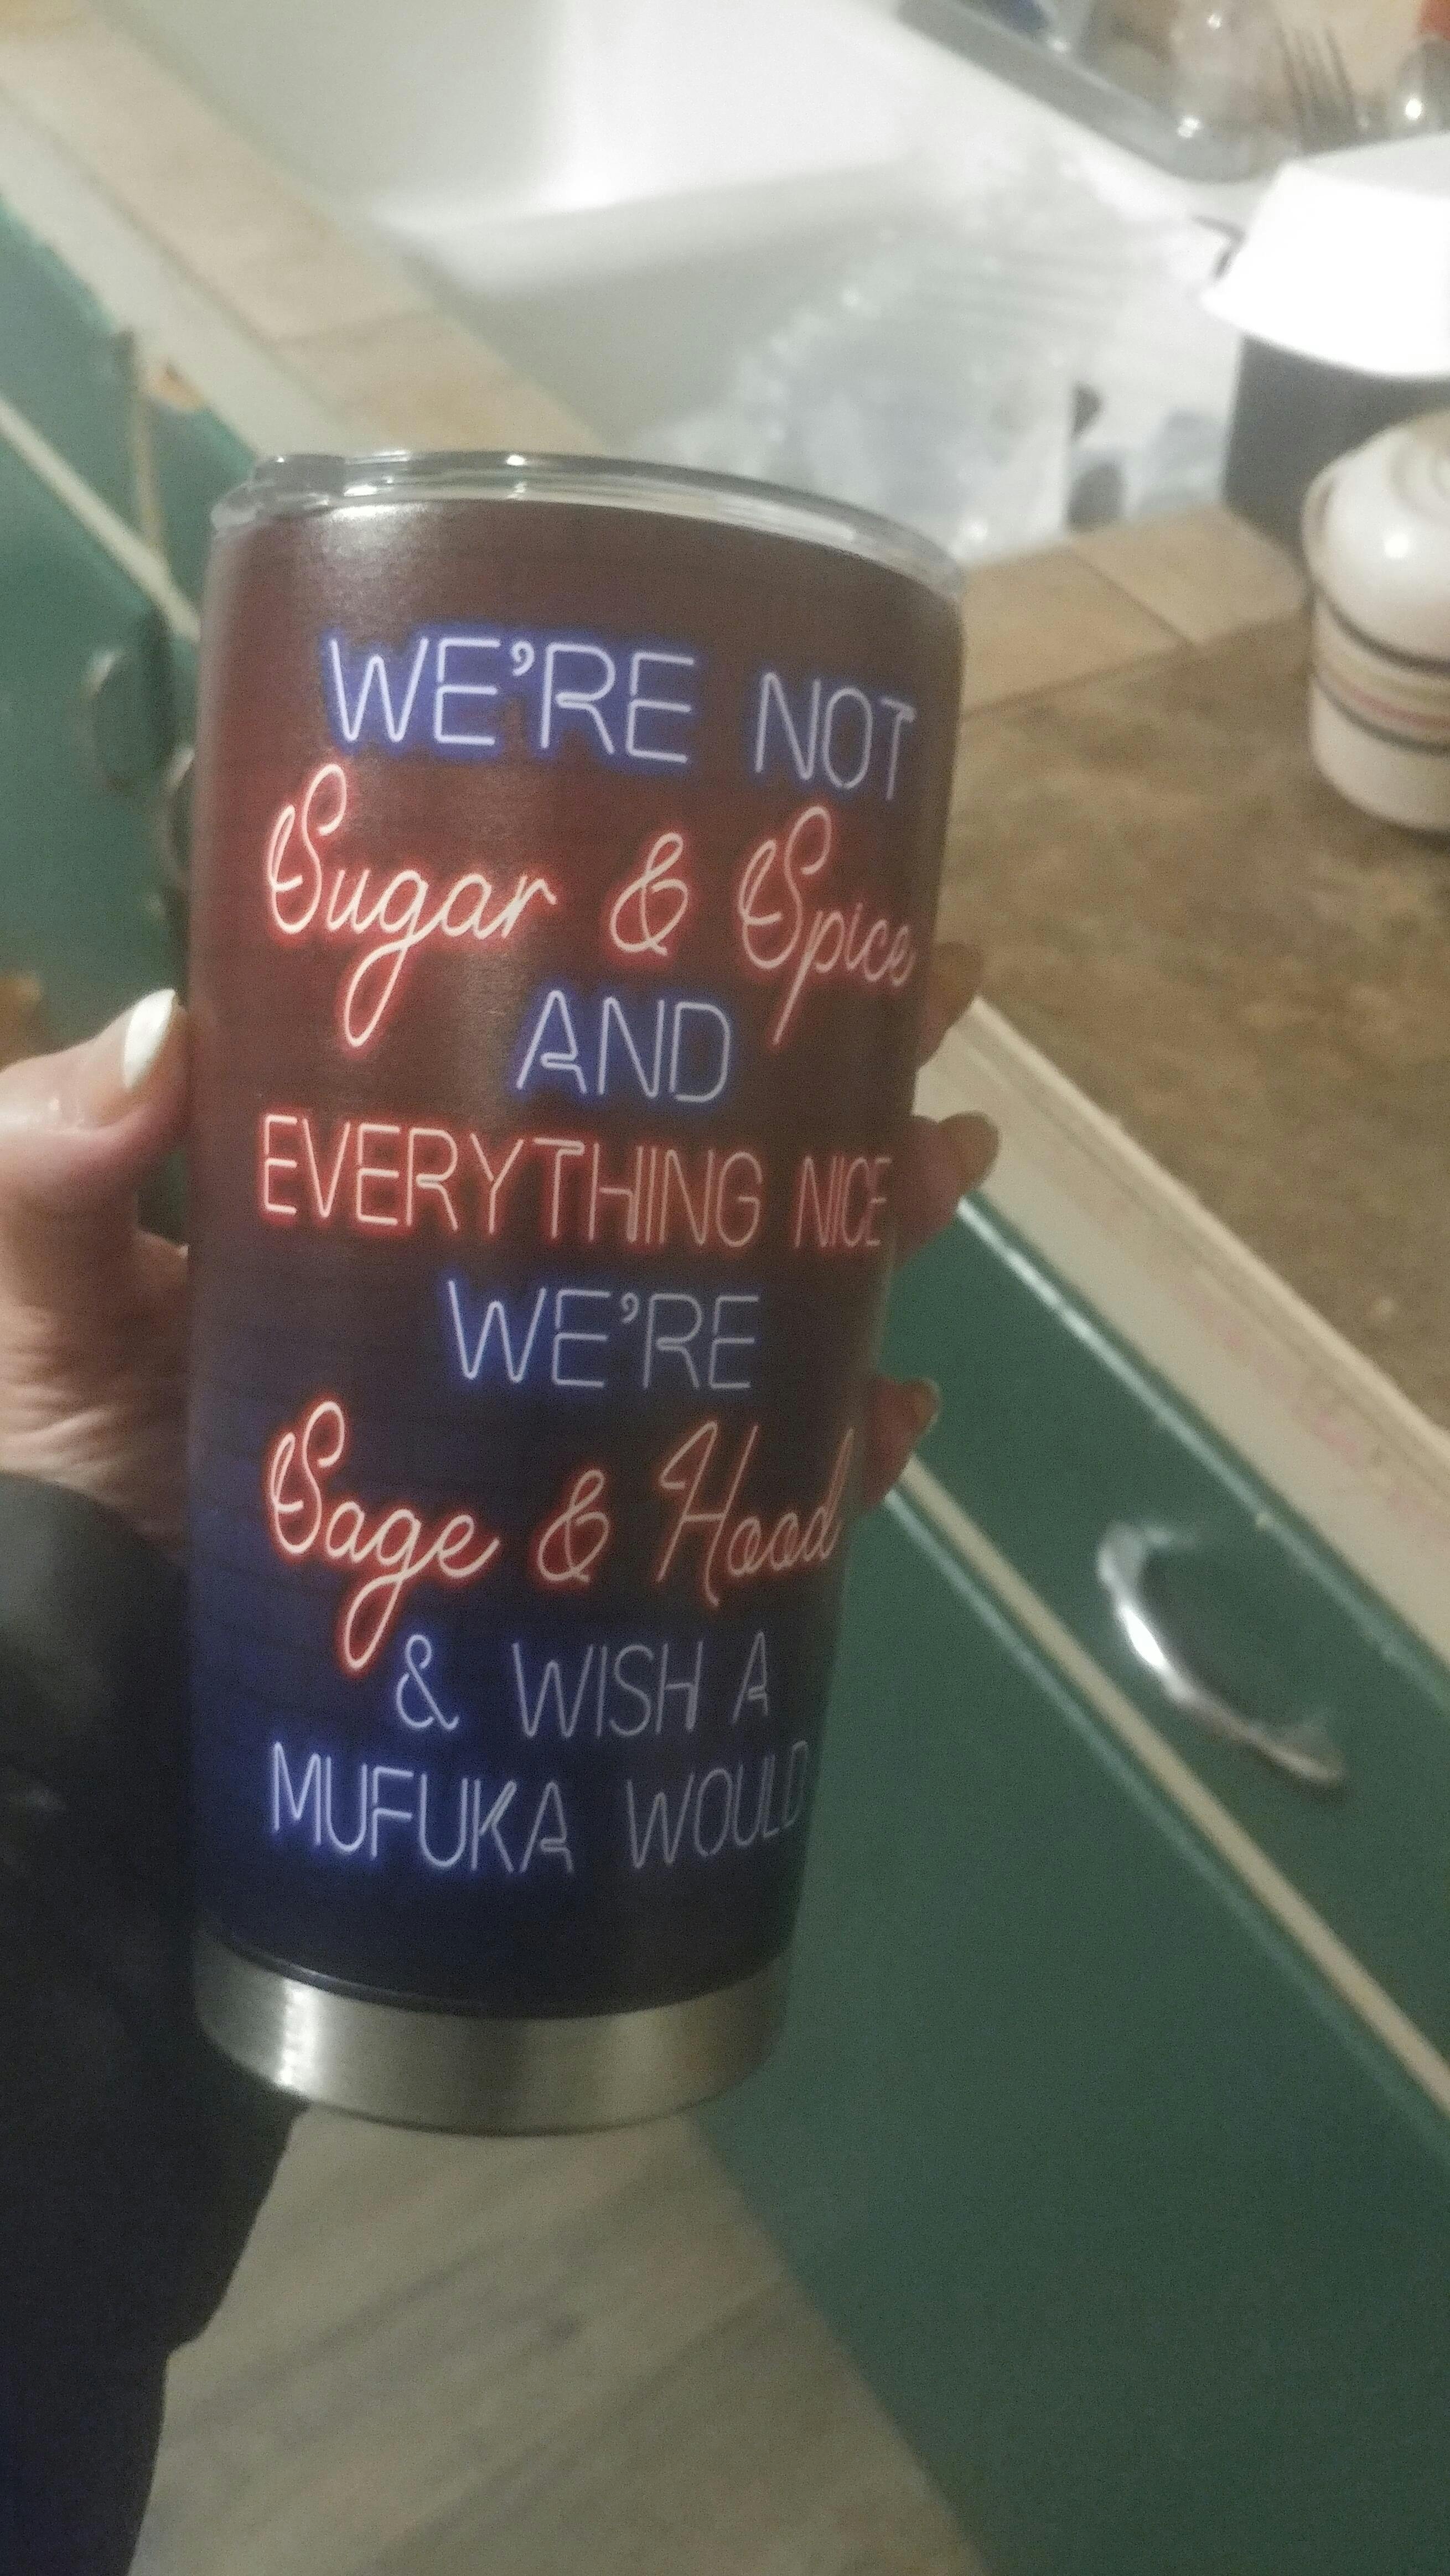 WE'RE NOT
Sugar & Spice
AND
EVERYTHING NICE
WE'RE
Sage & Hood
& WISH A
MUFUKA WOULD